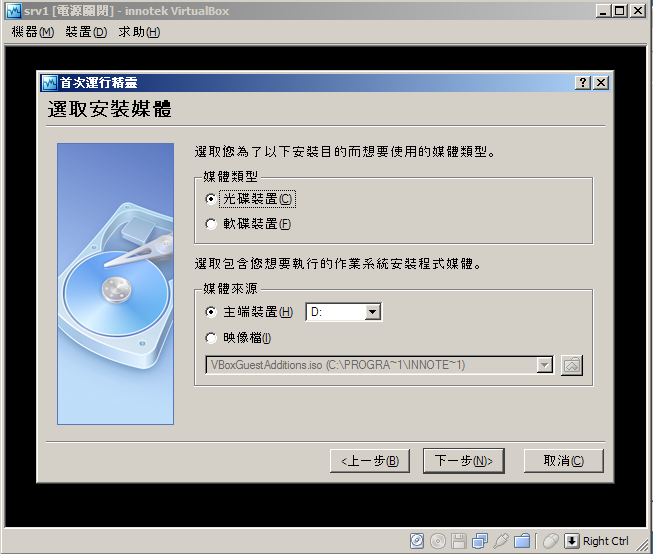 srv1 [電源關閉] - innotek VirtualBox
機器(M) 裝置(D) 求助(H)
首次運行精靈
選取安裝媒體
選取您為了以下安裝目的而想要使用的媒體類型。
媒體類型
光碟裝置(C)
軟碟裝置(F)
選取包含您想要執行的作業系統安裝程式媒體。
媒體來源
主端裝置(H) D:
映像檔(I)
VBoxGuestAdditions.iso (C:\PROGRA~1\INNOTE~1)
<上一步(B) 下一步(N)> 取消(C)
Right Ctrl